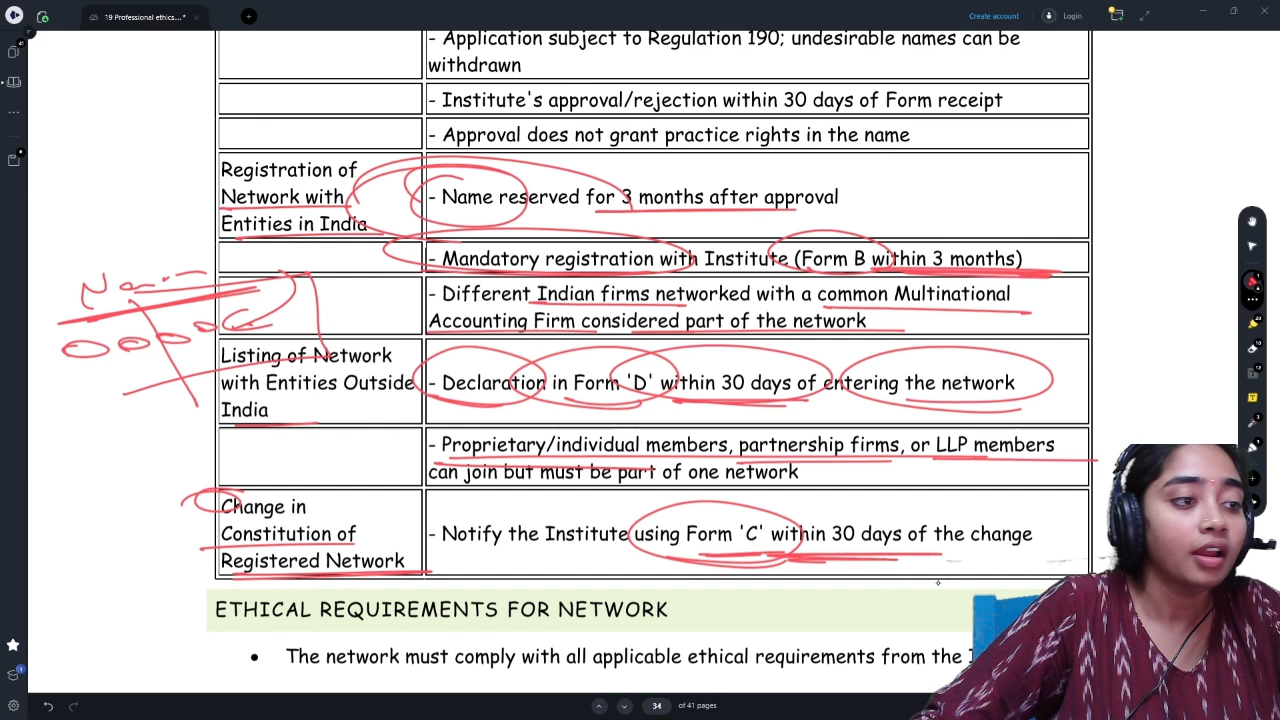 19 Professional ethics....*
Create account
Login
- Application subject to Regulation 190; undesirable names can be
withdrawn
- Institute's approval/rejection within 30 days of Form receipt
- Approval does not grant practice rights in the name
Registration of
Network with
Entities in India
- Name reserved for 3 months after approval
- Mandatory registration with Institute (Form B within 3 months)
- Different Indian firms networked with a common Multinational
Accounting Firm considered part of the network
Listing of Network
with Entities Outside
India
- Declaration in Form 'D' within 30 days of entering the network
- Proprietary/individual members, partnership firms, or LLP members
can join but must be part of one network
Change in
Constitution of
Registered Network
- Notify the Institute using Form 'C' within 30 days of the change
ETHICAL REQUIREMENTS FOR NETWORK
• The network must comply with all applicable ethical requirements from the
34 of 41 pages